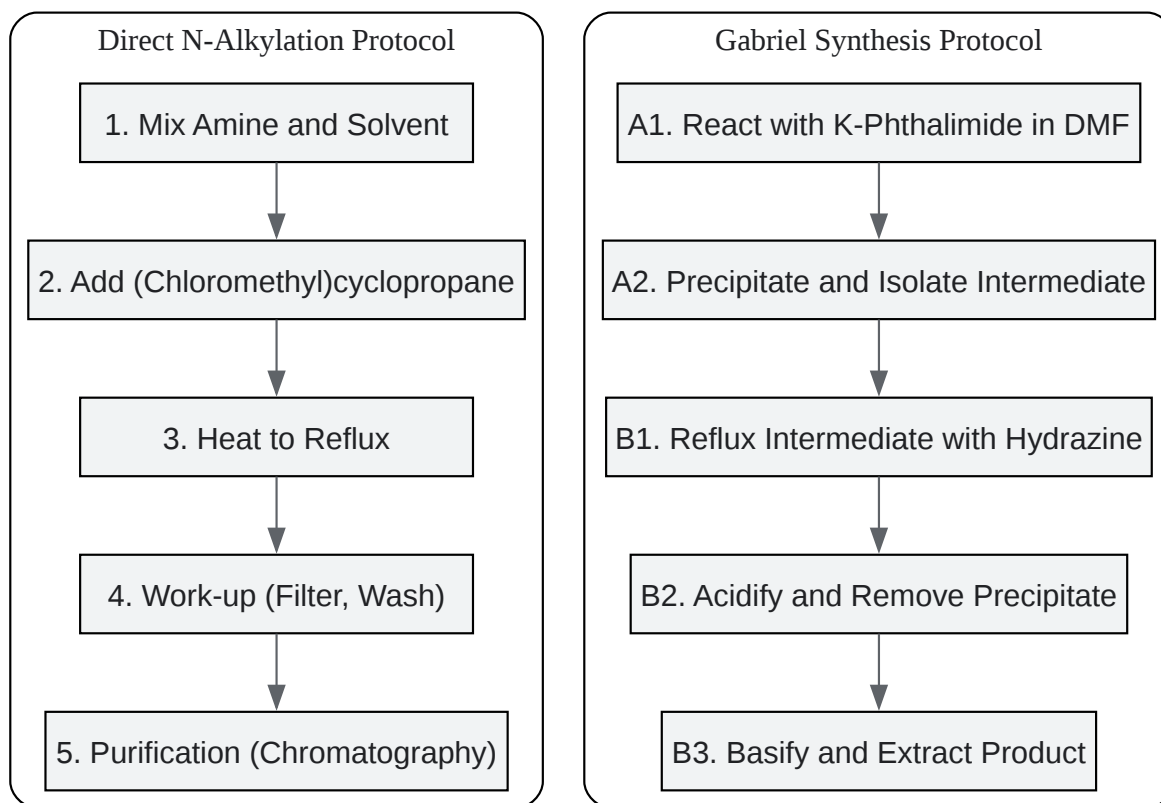 Direct N-Alkylation Protocol
1. Mix Amine and Solvent
2. Add (Chloromethyl)cyclopropane
3. Heat to Reflux
4. Work-up (Filter, Wash)
5. Purification (Chromatography)
Gabriel Synthesis Protocol
A1. React with K-Phthalimide in DMF
A2. Precipitate and Isolate Intermediate
B1. Reflux Intermediate with Hydrazine
B2. Acidify and Remove Precipitate
B3. Basify and Extract Product